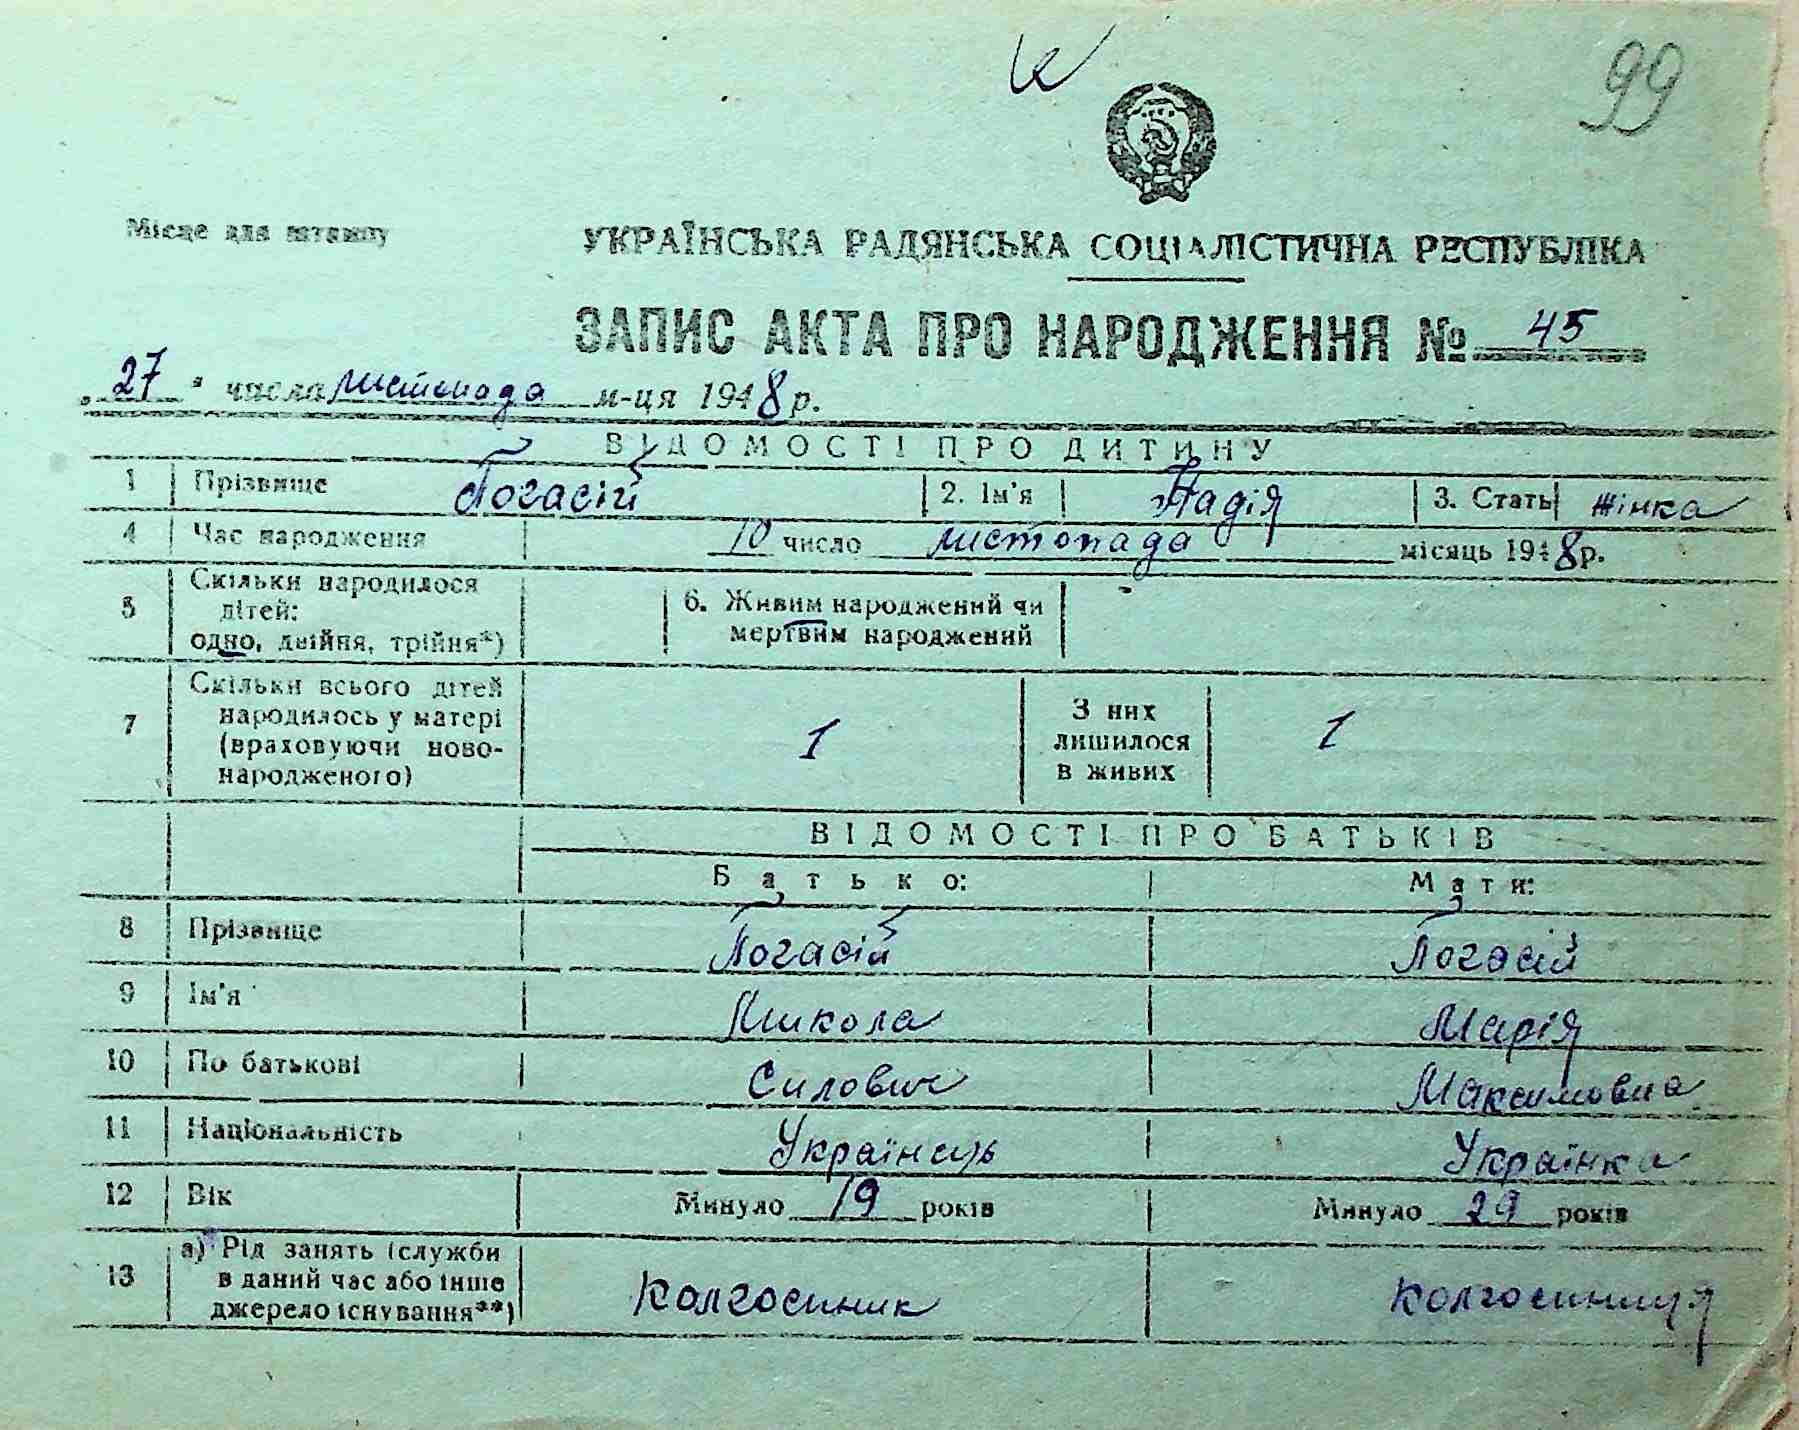 99
Місце для штампу
УКРАЇНСЬКА РАДЯНСЬКА СОЦІАЛІСТИЧНА РЕСПУБЛІКА
ЗАПИС АКТА ПРО НАРОДЖЕННЯ № 45
„27" числа листопада м-ця 1948 р.
ВІДОМОСТІ ПРО ДИТИНУ
1 Прізвище Погасій 2. Ім'я Надія 3. Стать жінка
4 Час народження 10 число листопада місяць 1948 р.
5 Скільки народилося дітей: одно, двійня, трійня*) 6. Живим народжений чи мертвим народжений
7 Скільки всього дітей народилось у матері (враховуючи ново-народженого) 1 З них лишилося в живих 1
ВІДОМОСТІ ПРО БАТЬКІВ
Батько: Мати:
8 Прізвище Погасій Погасій
9 Ім'я Микола Марія
10 По батькові Силович Максимовна
11 Національність Українець Українка
12 Вік Минуло 19 років Минуло 29 років
13 а) Рід занять (служби в даний час або інше джерело існування**) Колгоспник Колгоспниця